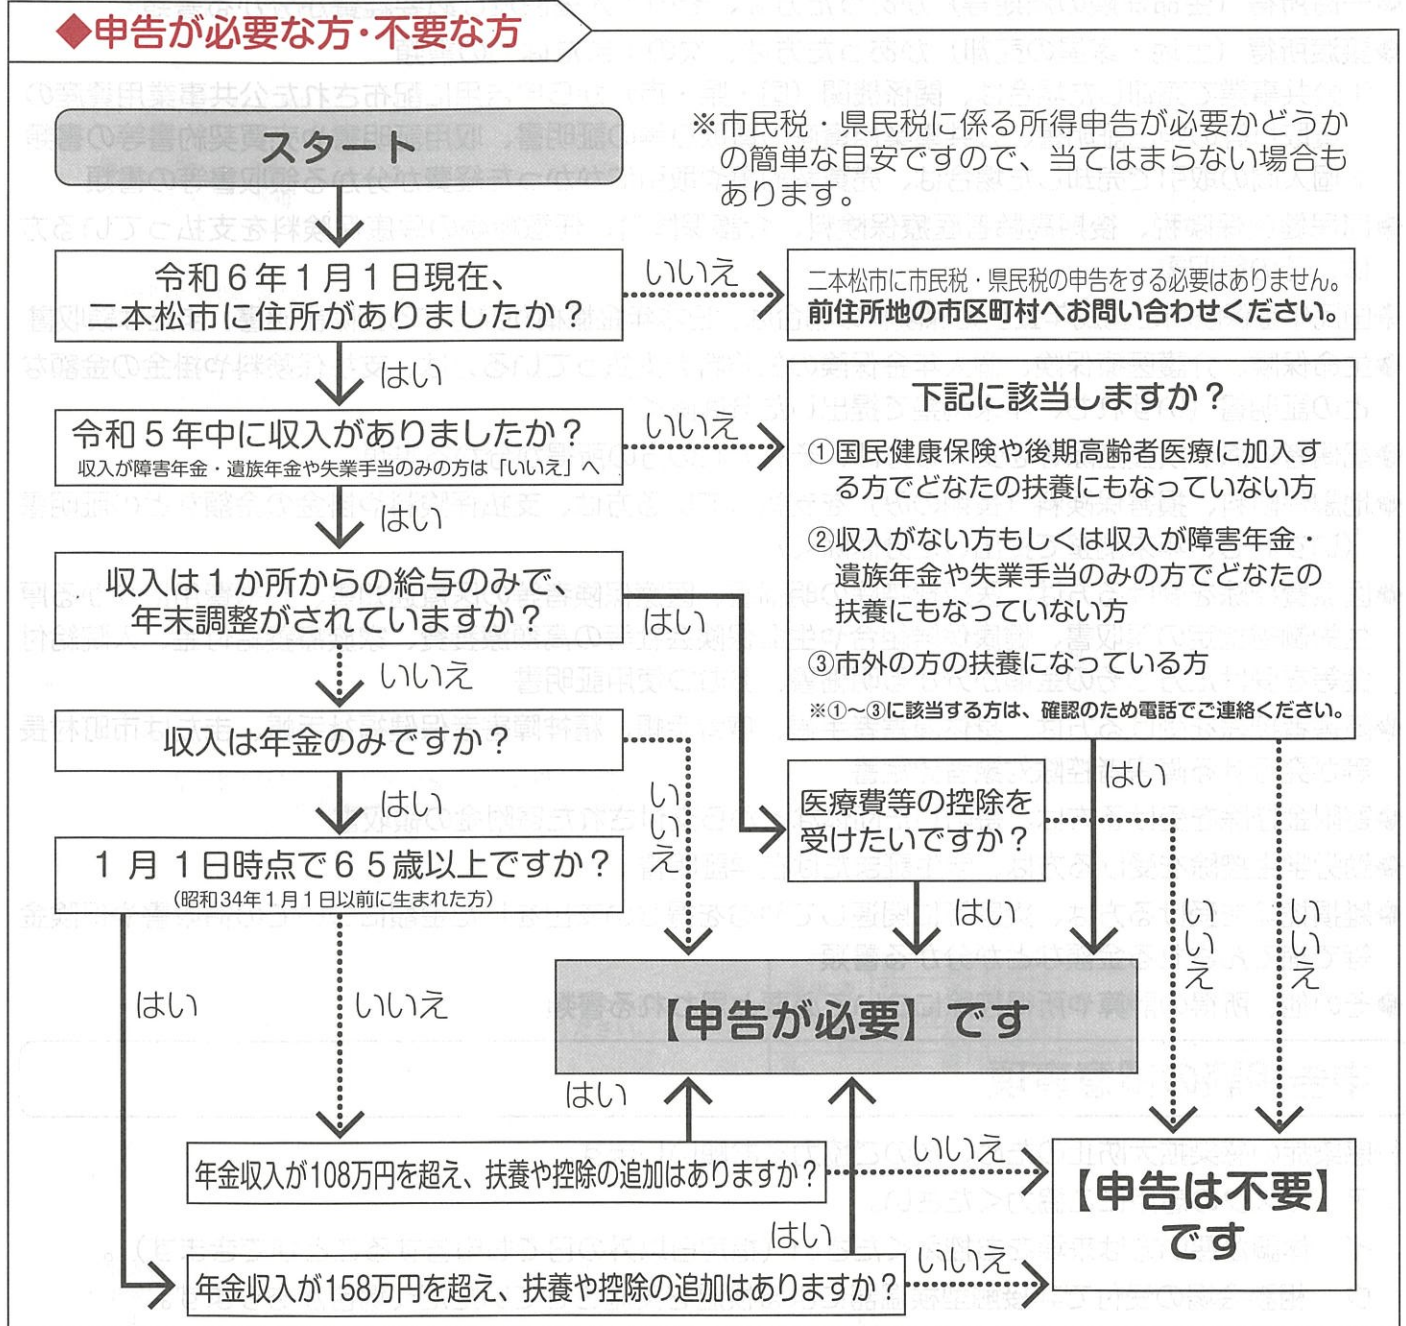 ◆申告が必要な方・不要な方
スタート
※市民税・県民税に係る所得申告が必要かどうか
の簡単な目安ですので、当てはまらない場合も
あります。
令和6年1月1日現在、
二本松市に住所がありましたか？
いいえ
二本松市に市民税・県民税の申告をする必要はありません。
前住所地の市区町村へお問い合わせください。
はい
令和5年中に収入がありましたか？
収入が障害年金・遺族年金や失業手当のみの方は「いいえ」へ
いいえ
下記に該当しますか？
①国民健康保険や後期高齢者医療に加入す
る方でどなたの扶養にもなっていない方
②収入がない方もしくは収入が障害年金・
遺族年金や失業手当のみの方でどなたの
扶養にもなっていない方
③市外の方の扶養になっている方
※①～③に該当する方は、確認のため電話でご連絡ください。
はい
収入は1か所からの給与のみで、
年末調整がされていますか？
はい
いいえ
収入は年金のみですか？
いいえ
はい
医療費等の控除を
受けたいですか？
はい
いいえ
はい
いいえ
1月1日時点で65歳以上ですか？
(昭和34年1月1日以前に生まれた方)
はい
いいえ
【申告が必要】です
はい
年金収入が108万円を超え、扶養や控除の追加はありますか？
いいえ
【申告は不要】
です
はい
年金収入が158万円を超え、扶養や控除の追加はありますか？
いいえ